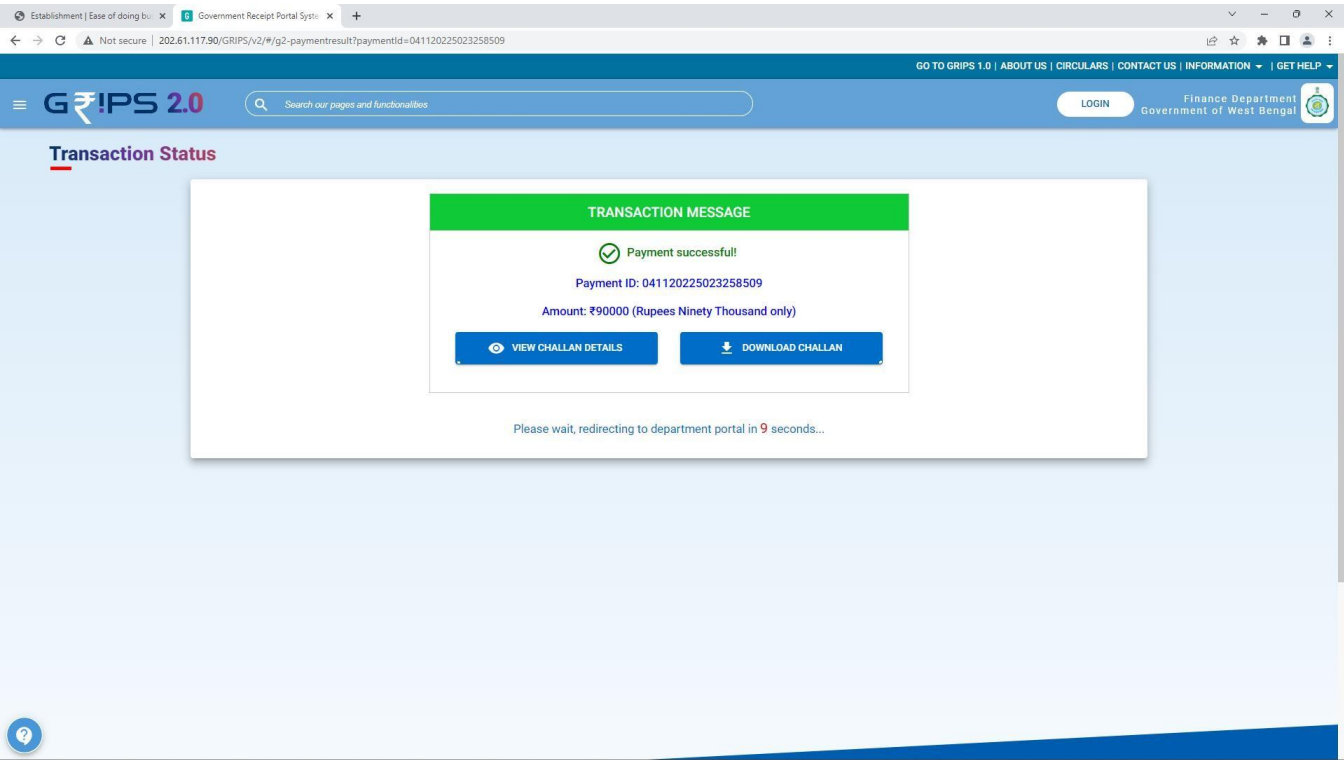 Establishment | Ease of doing bu
Government Receipt Portal Syste
Not secure | 202.61.117.90/GRIPS/v2/#/g2-paymentresult?paymentId=041120225023258509
GO TO GRIPS 1.0 | ABOUT US | CIRCULARS | CONTACT US | INFORMATION | GET HELP
G₹!PS 2.0
Search our pages and functionalities
LOGIN
Finance Department
Government of West Bengal
Transaction Status
TRANSACTION MESSAGE
Payment successful!
Payment ID: 041120225023258509
Amount: ₹90000 (Rupees Ninety Thousand only)
VIEW CHALLAN DETAILS
DOWNLOAD CHALLAN
Please wait, redirecting to department portal in 9 seconds...